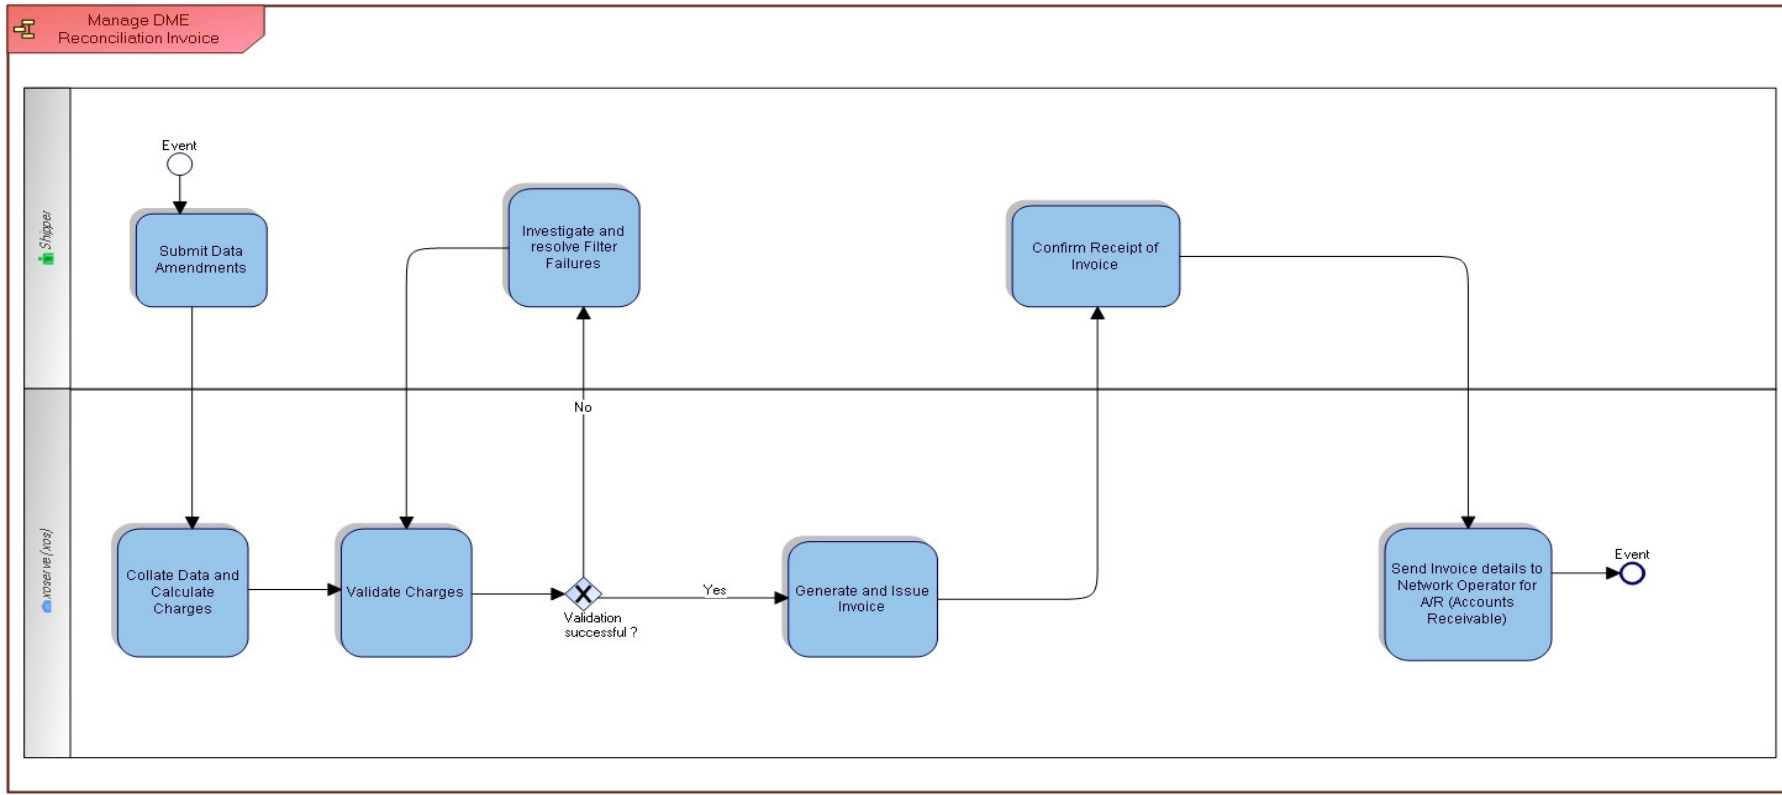 Manage DME
Reconciliation Invoice
Shipper
Event
Submit Data
Amendments
Investigate and
resolve Filter
Failures
Confirm Receipt of
Invoice
No
xoserve (xos)
Collate Data and
Calculate
Charges
Validate Charges
Validation
successful ?
Yes
Generate and Issue
Invoice
Send Invoice details to
Network Operator for
A/R (Accounts
Receivable)
Event